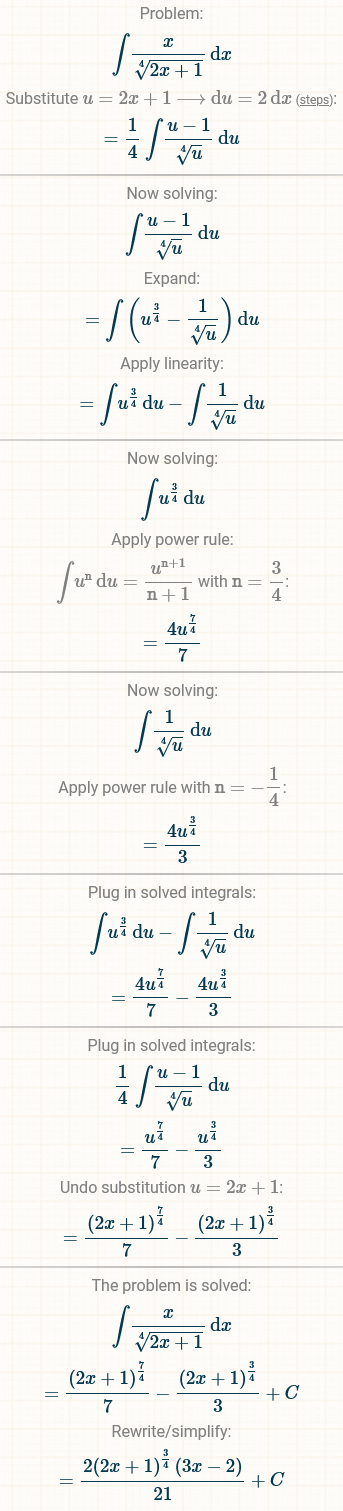 Problem:
∫ x/∜(2x + 1) dx
Substitute u = 2x + 1 ⟶ du = 2 dx (steps):
= 1/4 ∫ (u − 1)/∜u du
Now solving:
∫ (u − 1)/∜u du
Expand:
= ∫ (u^(3/4) − 1/∜u) du
Apply linearity:
= ∫ u^(3/4) du − ∫ 1/∜u du
Now solving:
∫ u^(3/4) du
Apply power rule:
∫ u^n du = u^(n+1)/(n + 1) with n = 3/4:
= 4u^(7/4)/7
Now solving:
∫ 1/∜u du
Apply power rule with n = −1/4:
= 4u^(3/4)/3
Plug in solved integrals:
∫ u^(3/4) du − ∫ 1/∜u du
= 4u^(7/4)/7 − 4u^(3/4)/3
Plug in solved integrals:
1/4 ∫ (u − 1)/∜u du
= u^(7/4)/7 − u^(3/4)/3
Undo substitution u = 2x + 1:
= (2x + 1)^(7/4)/7 − (2x + 1)^(3/4)/3
The problem is solved:
∫ x/∜(2x + 1) dx
= (2x + 1)^(7/4)/7 − (2x + 1)^(3/4)/3 + C
Rewrite/simplify:
= 2(2x + 1)^(3/4) (3x − 2)/21 + C